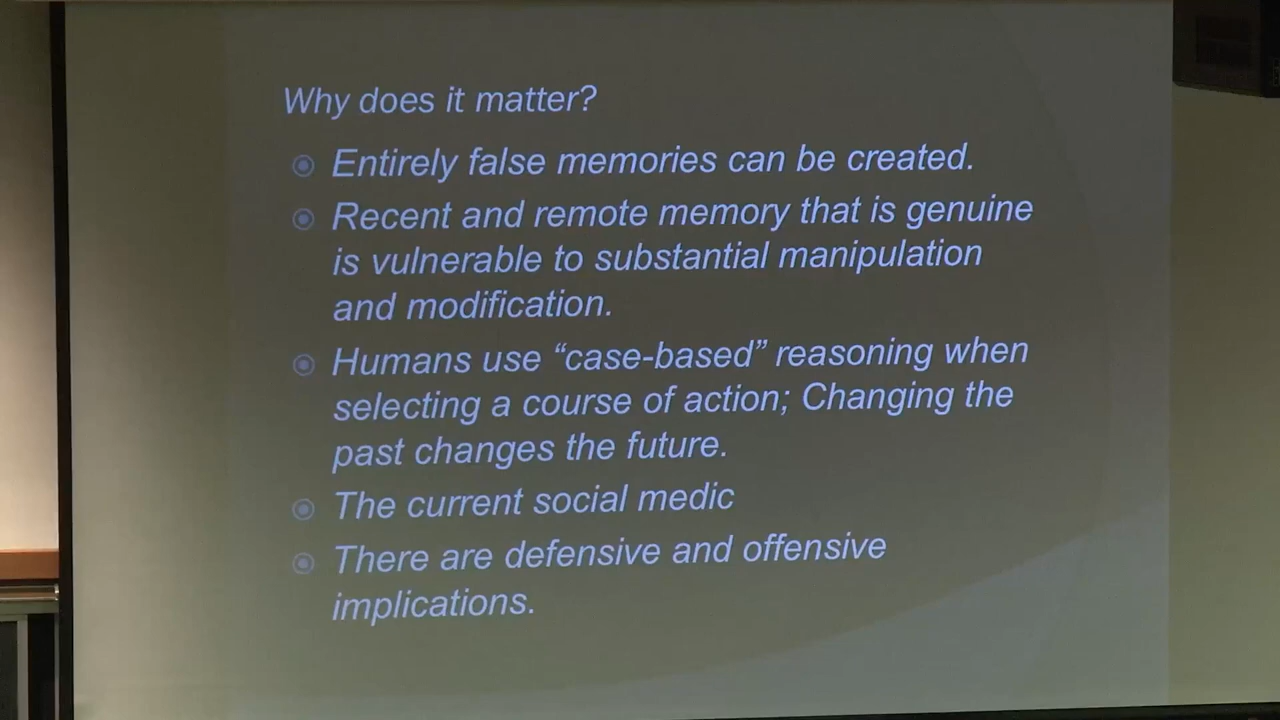 Why does it matter?
Entirely false memories can be created.
Recent and remote memory that is genuine
is vulnerable to substantial manipulation
and modification.
Humans use “case-based” reasoning when
selecting a course of action; Changing the
past changes the future.
The current social medic
There are defensive and offensive
implications.